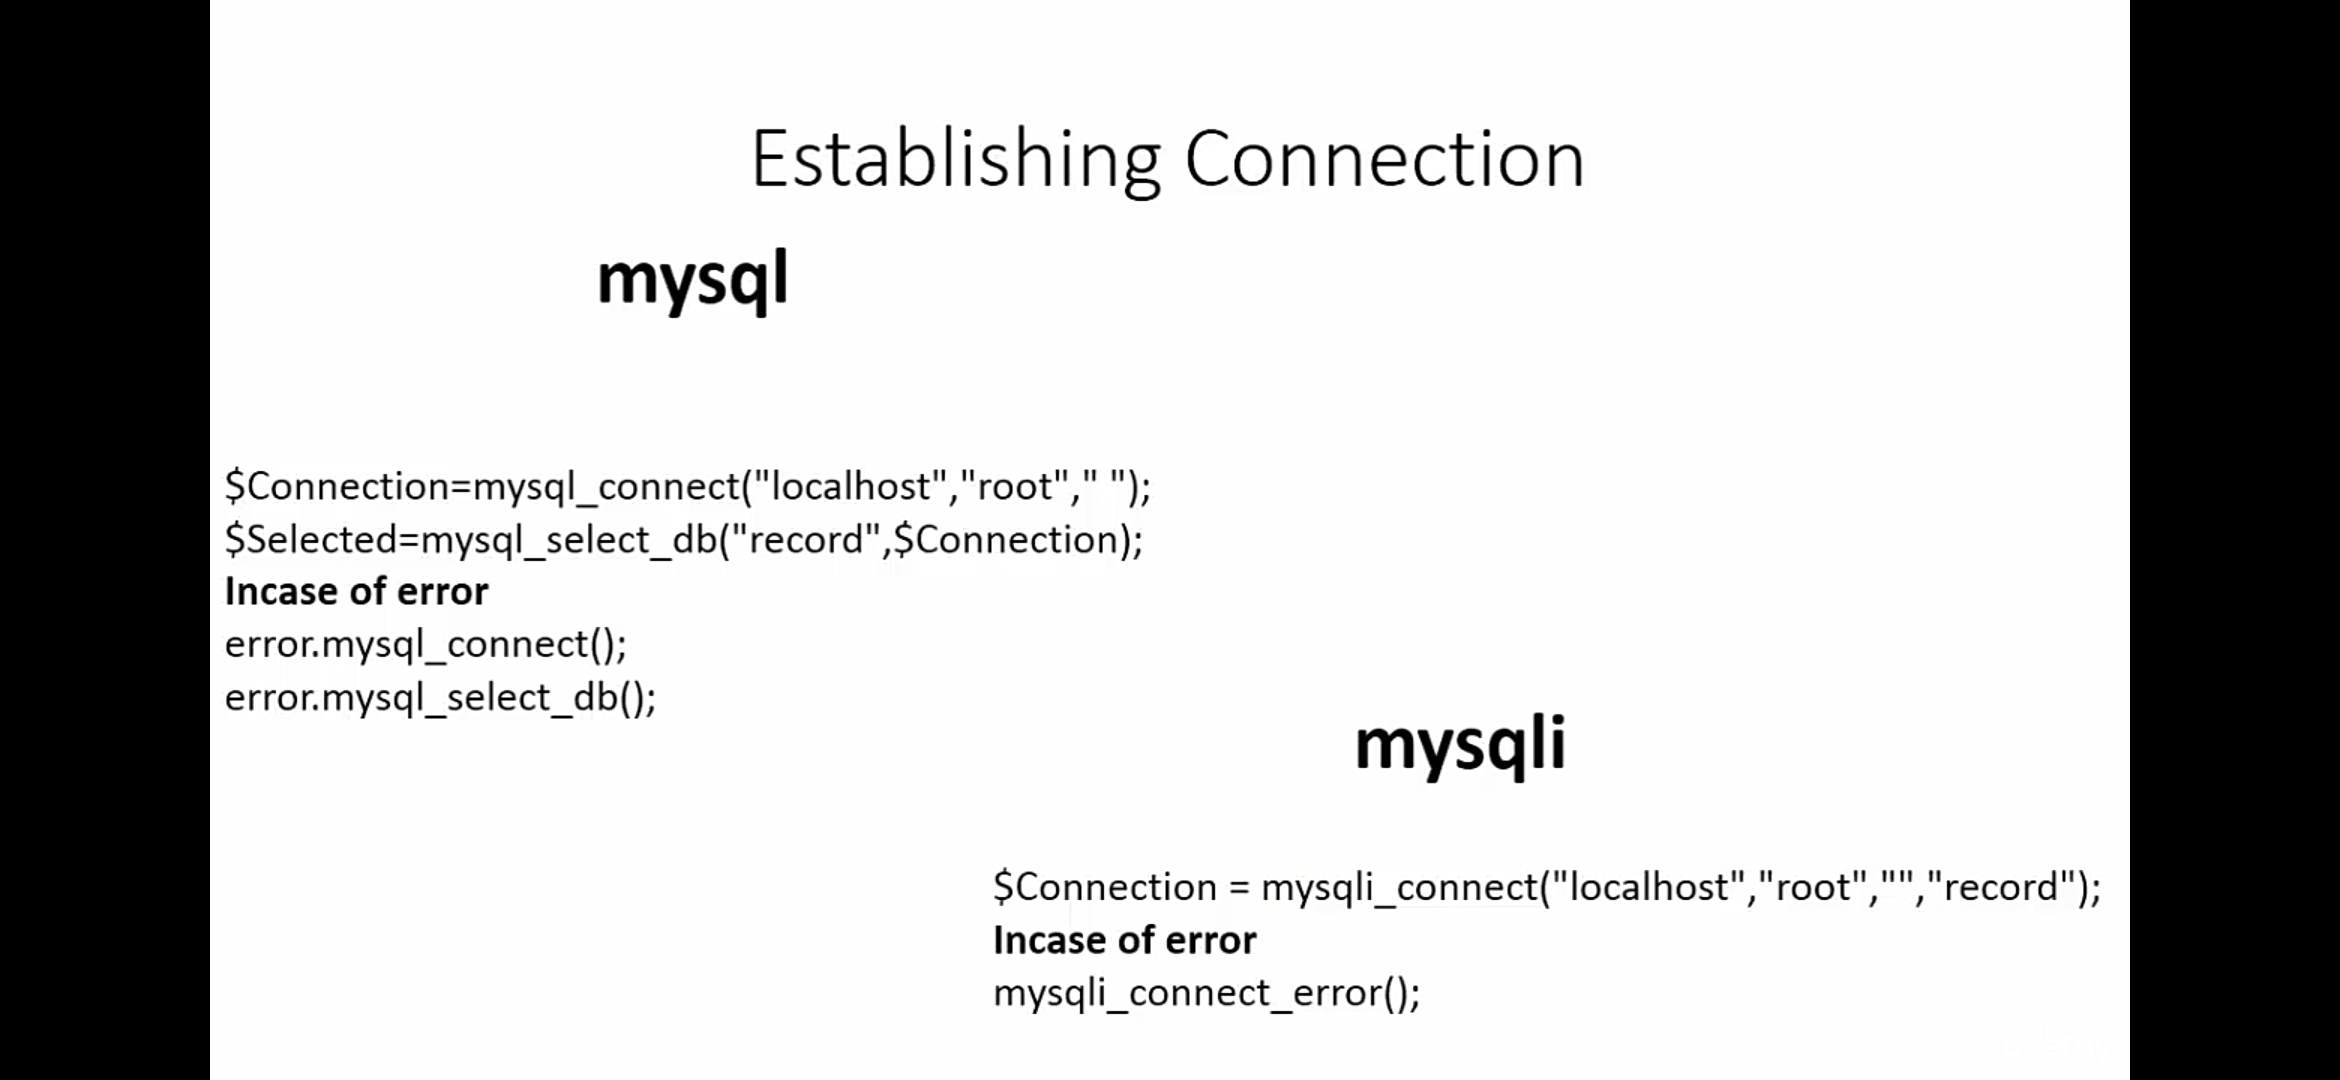 Establishing Connection
mysql
$Connection=mysql_connect("localhost","root"," ");
$Selected=mysql_select_db("record",$Connection);
Incase of error
error.mysql_connect();
error.mysql_select_db();
mysqli
$Connection = mysqli_connect("localhost","root","","record");
Incase of error
mysqli_connect_error();